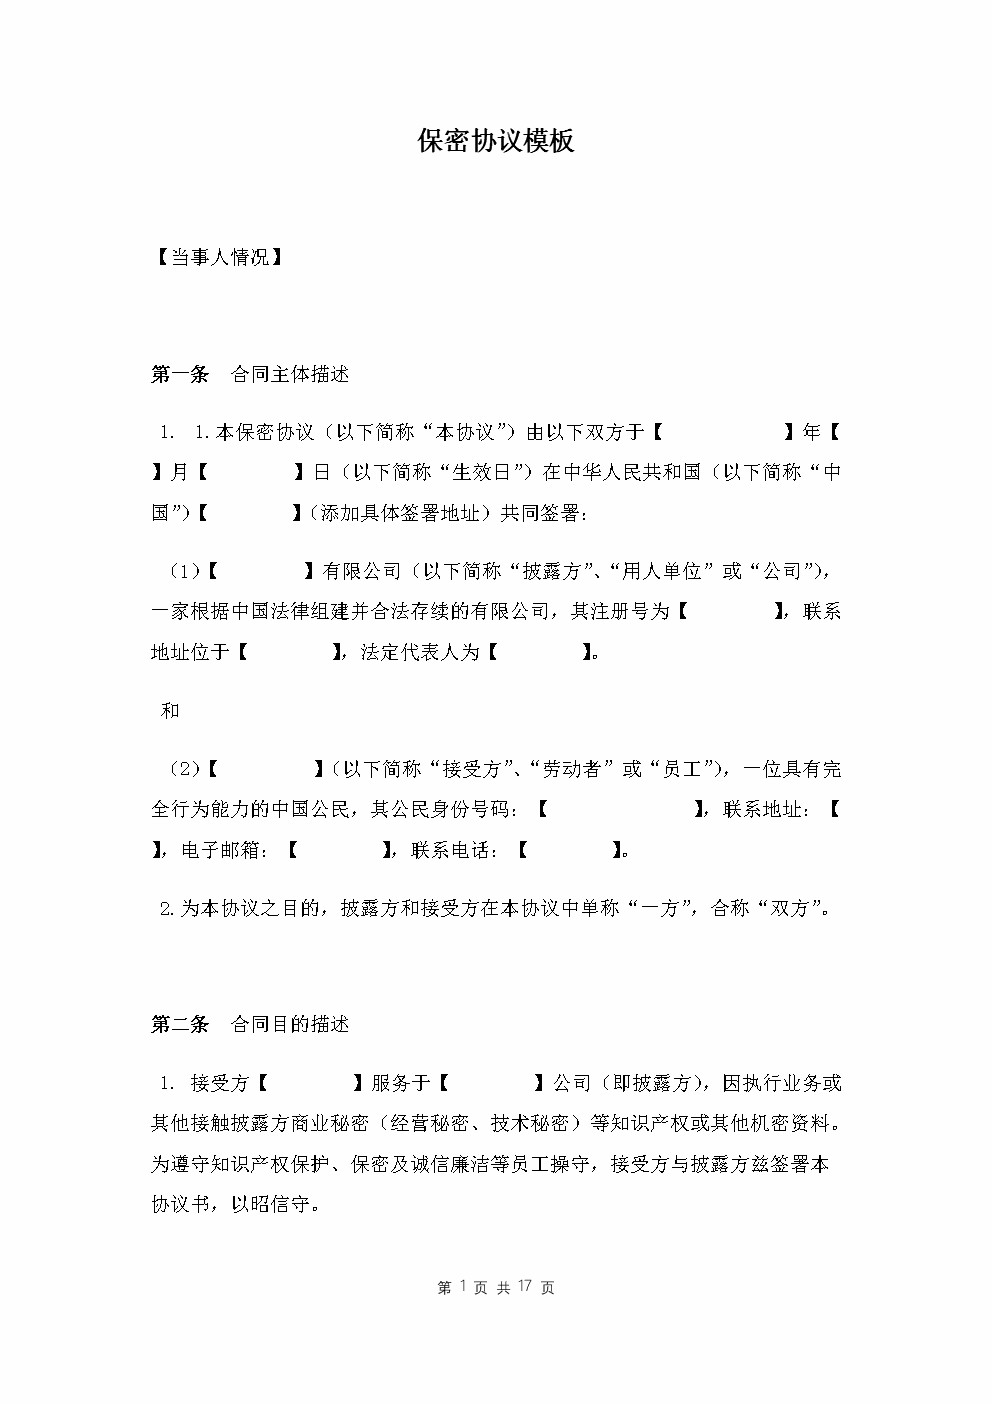 保密协议模板
【当事人情况】
第一条 合同主体描述
1. 1.本保密协议（以下简称“本协议”）由以下双方于【 】年【
】月【 】日（以下简称“生效日”）在中华人民共和国（以下简称“中
国”）【 】（添加具体签署地址）共同签署：
（1）【 】有限公司（以下简称“披露方”、“用人单位”或“公司”），
一家根据中国法律组建并合法存续的有限公司，其注册号为【 】，联系
地址位于【 】，法定代表人为【 】。
和
（2）【 】（以下简称“接受方”、“劳动者”或“员工”），一位具有完
全行为能力的中国公民，其公民身份号码：【 】，联系地址：【
】，电子邮箱：【 】，联系电话：【 】。
2.为本协议之目的，披露方和接受方在本协议中单称“一方”，合称“双方”。
第二条 合同目的描述
1. 接受方【 】服务于【 】公司（即披露方），因执行业务或
其他接触披露方商业秘密（经营秘密、技术秘密）等知识产权或其他机密资料。
为遵守知识产权保护、保密及诚信廉洁等员工操守，接受方与披露方兹签署本
协议书，以昭信守。
第 1 页 共 17 页